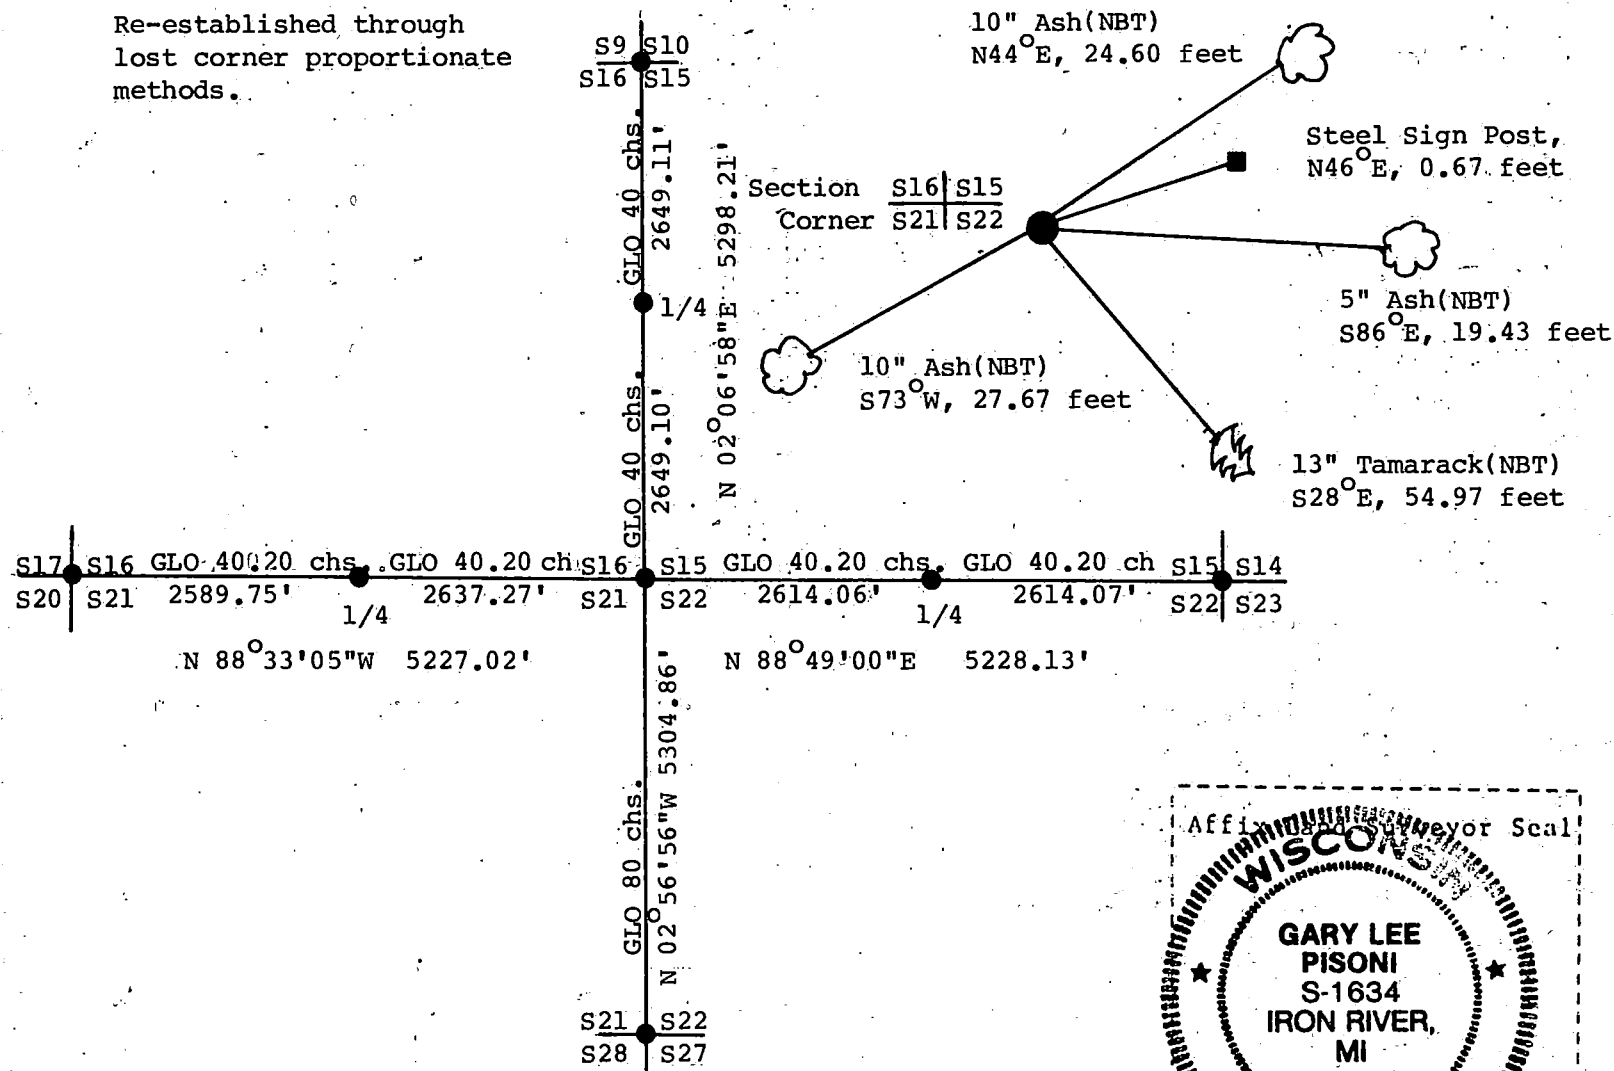 Re-established through
lost corner proportionate
methods.
S9 S10
S16 S15
GLO 40 chs.
2649.11'
1/4
GLO 40 chs.
2649.10'
N 02°06'58"E 5298.21'
10" Ash(NBT)
N44°E, 24.60 feet
Steel Sign Post,
N46°E, 0.67 feet
Section S16 S15
Corner S21 S22
5" Ash(NBT)
S86°E, 19.43 feet
10" Ash(NBT)
S73°W, 27.67 feet
13" Tamarack(NBT)
S28°E, 54.97 feet
S17 S16 GLO 40.20 chs. GLO 40.20 ch S16 S15 GLO 40.20 chs. GLO 40.20 ch S15 S14
S20 S21 2589.75' 2637.27' S21 S22 2614.06' 2614.07' S22 S23
1/4 1/4
N 88°33'05"W 5227.02' N 88°49'00"E 5228.13'
GLO 80 chs.
N 02°56'56"W 5304.86'
S21 S22
S28 S27
Affix Land Surveyor Seal
WISCONSIN
GARY LEE
PISONI
S-1634
IRON RIVER,
MI